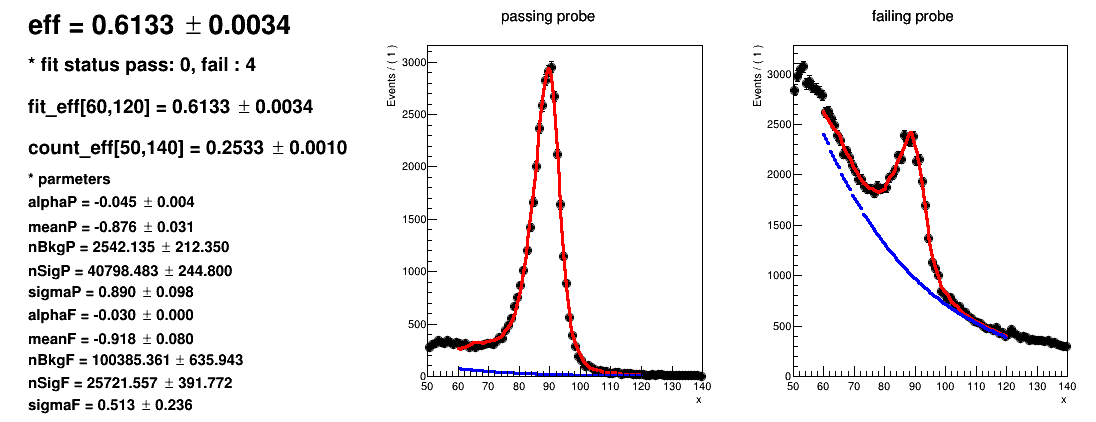 eff = 0.6133 ± 0.0034
* fit status pass: 0, fail : 4
fit_eff[60,120] = 0.6133 ± 0.0034
count_eff[50,140] = 0.2533 ± 0.0010
* parmeters
alphaP = -0.045 ± 0.004
meanP = -0.876 ± 0.031
nBkgP = 2542.135 ± 212.350
nSigP = 40798.483 ± 244.800
sigmaP = 0.890 ± 0.098
alphaF = -0.030 ± 0.000
meanF = -0.918 ± 0.080
nBkgF = 100385.361 ± 635.943
nSigF = 25721.557 ± 391.772
sigmaF = 0.513 ± 0.236
passing probe
Events / ( 1 )
3000
2500
2000
1500
1000
500
0
50 60 70 80 90 100 110 120 130 140
x
failing probe
Events / ( 1 )
3000
2500
2000
1500
1000
500
0
50 60 70 80 90 100 110 120 130 140
x